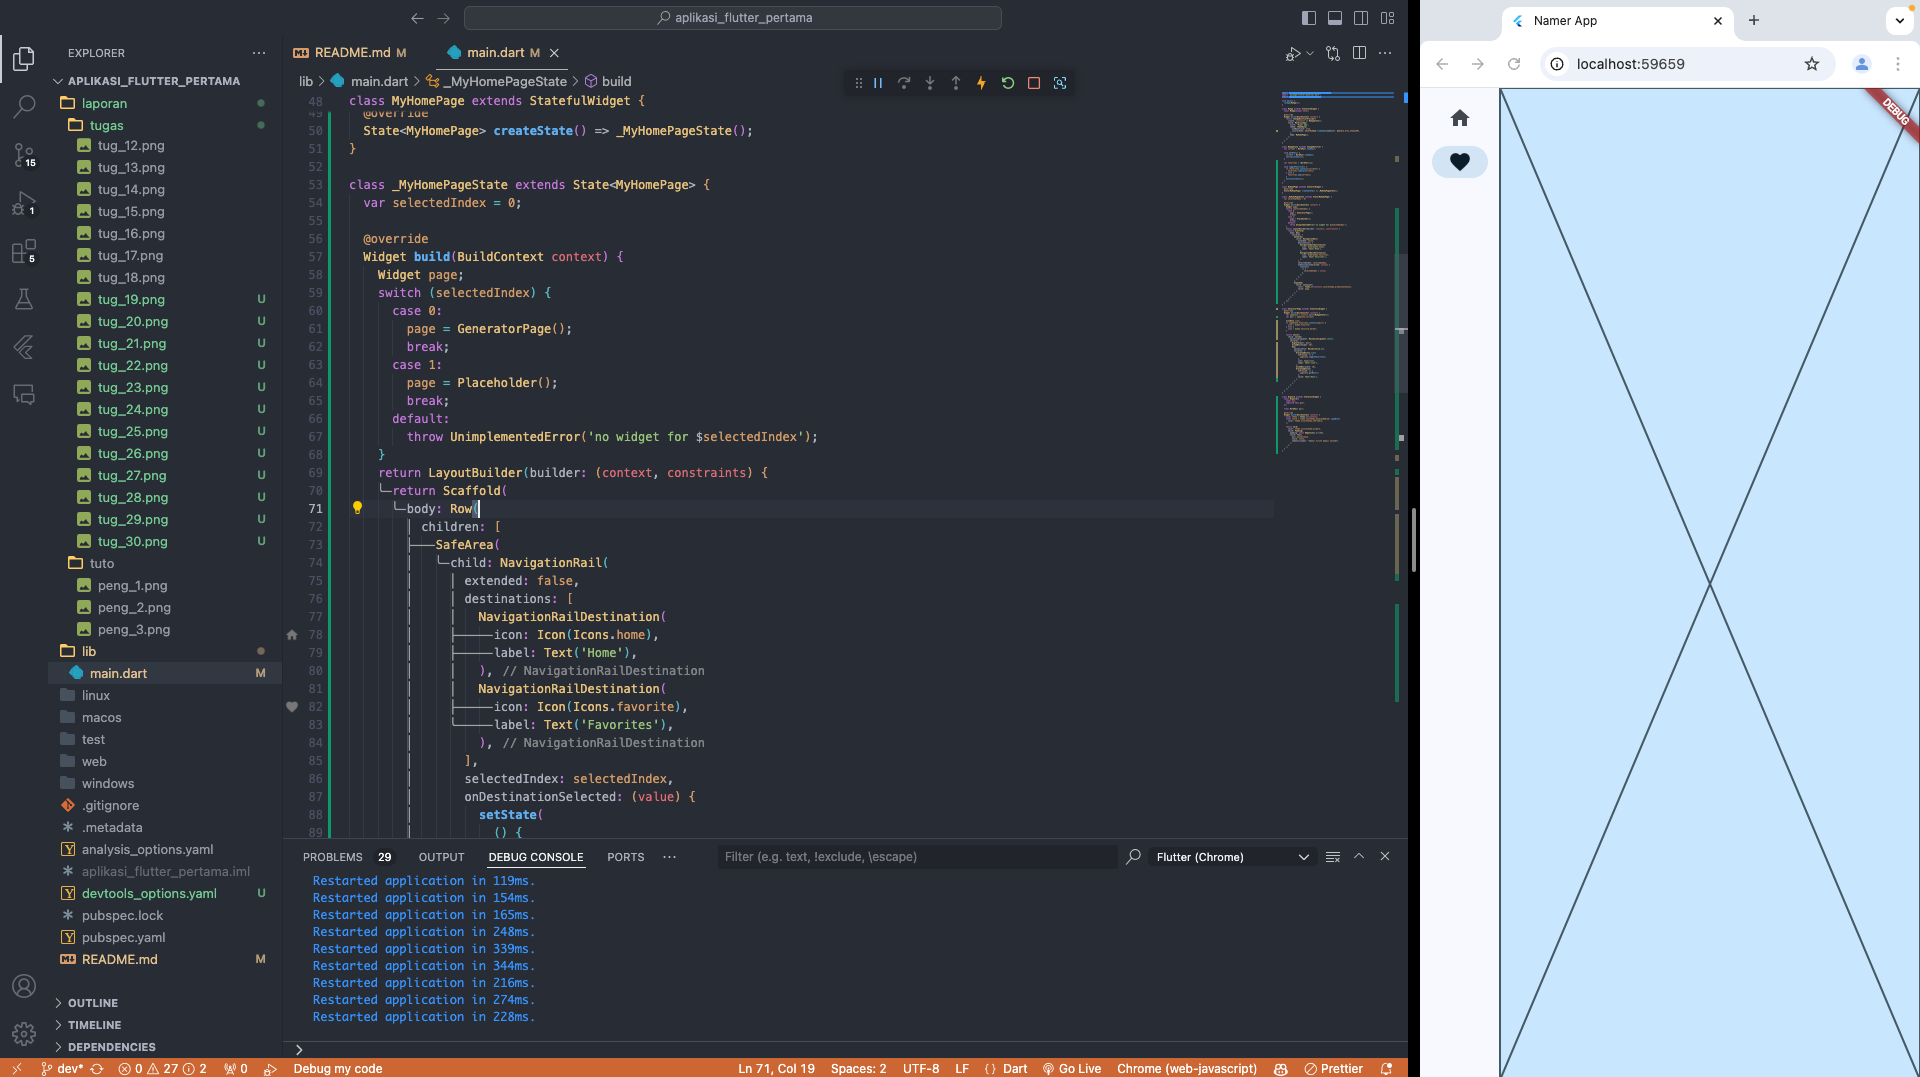 aplikasi_flutter_pertama
EXPLORER
APLIKASI_FLUTTER_PERTAMA
laporan
tugas
tug_12.png
tug_13.png
tug_14.png
tug_15.png
tug_16.png
tug_17.png
tug_18.png
tug_19.png U
tug_20.png U
tug_21.png U
tug_22.png U
tug_23.png U
tug_24.png U
tug_25.png U
tug_26.png U
tug_27.png U
tug_28.png U
tug_29.png U
tug_30.png U
tuto
peng_1.png
peng_2.png
peng_3.png
lib
main.dart M
linux
macos
test
web
windows
.gitignore
.metadata
analysis_options.yaml
aplikasi_flutter_pertama.iml
devtools_options.yaml U
pubspec.lock
pubspec.yaml
README.md M
OUTLINE
TIMELINE
DEPENDENCIES
15
1
5
README.md M
main.dart M
lib > main.dart > _MyHomePageState > build
48 class MyHomePage extends StatefulWidget {
49 @override
50 State<MyHomePage> createState() => _MyHomePageState();
51 }
52
53 class _MyHomePageState extends State<MyHomePage> {
54 var selectedIndex = 0;
55
56 @override
57 Widget build(BuildContext context) {
58 Widget page;
59 switch (selectedIndex) {
60 case 0:
61 page = GeneratorPage();
62 break;
63 case 1:
64 page = Placeholder();
65 break;
66 default:
67 throw UnimplementedError('no widget for $selectedIndex');
68 }
69 return LayoutBuilder(builder: (context, constraints) {
70 return Scaffold(
71 body: Row(
72 children: [
73 SafeArea(
74 child: NavigationRail(
75 extended: false,
76 destinations: [
77 NavigationRailDestination(
78 icon: Icon(Icons.home),
79 label: Text('Home'),
80 ), // NavigationRailDestination
81 NavigationRailDestination(
82 icon: Icon(Icons.favorite),
83 label: Text('Favorites'),
84 ), // NavigationRailDestination
85 ],
86 selectedIndex: selectedIndex,
87 onDestinationSelected: (value) {
88 setState(
89 () {
PROBLEMS 29 OUTPUT DEBUG CONSOLE PORTS
Filter (e.g. text, !exclude, \escape)
Flutter (Chrome)
Restarted application in 119ms.
Restarted application in 154ms.
Restarted application in 165ms.
Restarted application in 248ms.
Restarted application in 339ms.
Restarted application in 344ms.
Restarted application in 216ms.
Restarted application in 274ms.
Restarted application in 228ms.
dev* 0 27 2 0 Debug my code Ln 71, Col 19 Spaces: 2 UTF-8 LF {} Dart Go Live Chrome (web-javascript) Prettier
Namer App
localhost:59659
DEBUG